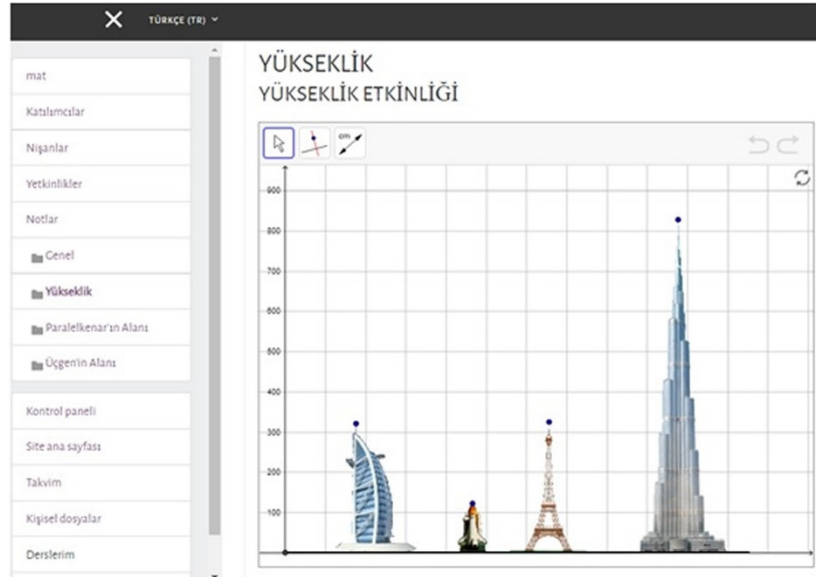 TÜRKÇE (TR)
mat
Katılımcılar
Nişanlar
Yetkinlikler
Notlar
Genel
Yükseklik
Paralelkenar'ın Alanı
Üçgen'in Alanı
Kontrol paneli
Site ana sayfası
Takvim
Kişisel dosyalar
Derslerim
YÜKSEKLİK
YÜKSEKLİK ETKİNLİĞİ
cm
900
800
700
600
500
400
300
200
100